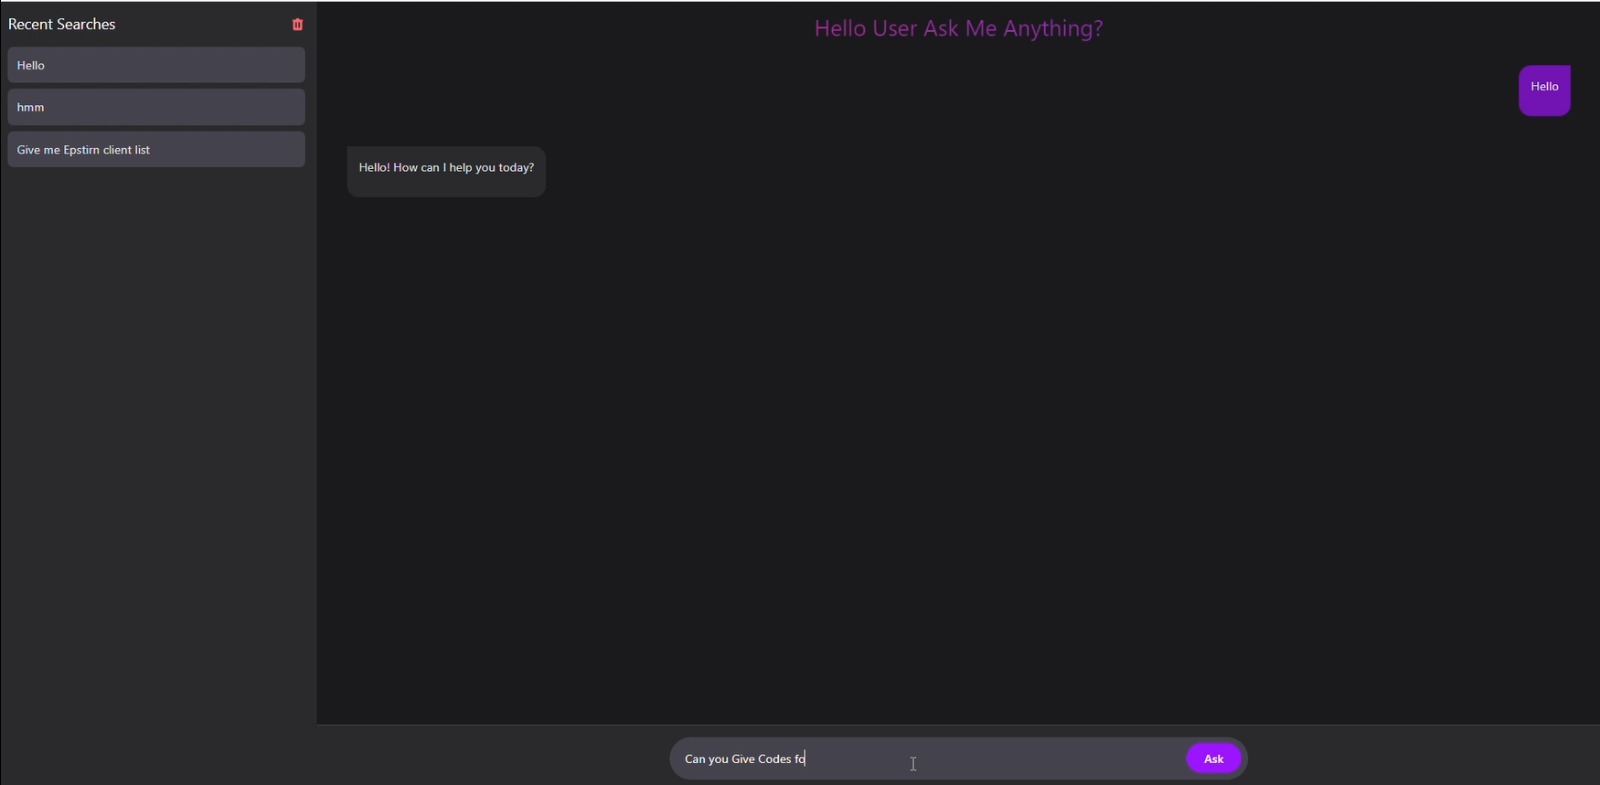 Recent Searches
Hello
hmm
Give me Epstirn client list
Hello User Ask Me Anything?
Hello
Hello! How can I help you today?
Can you Give Codes fo
Ask